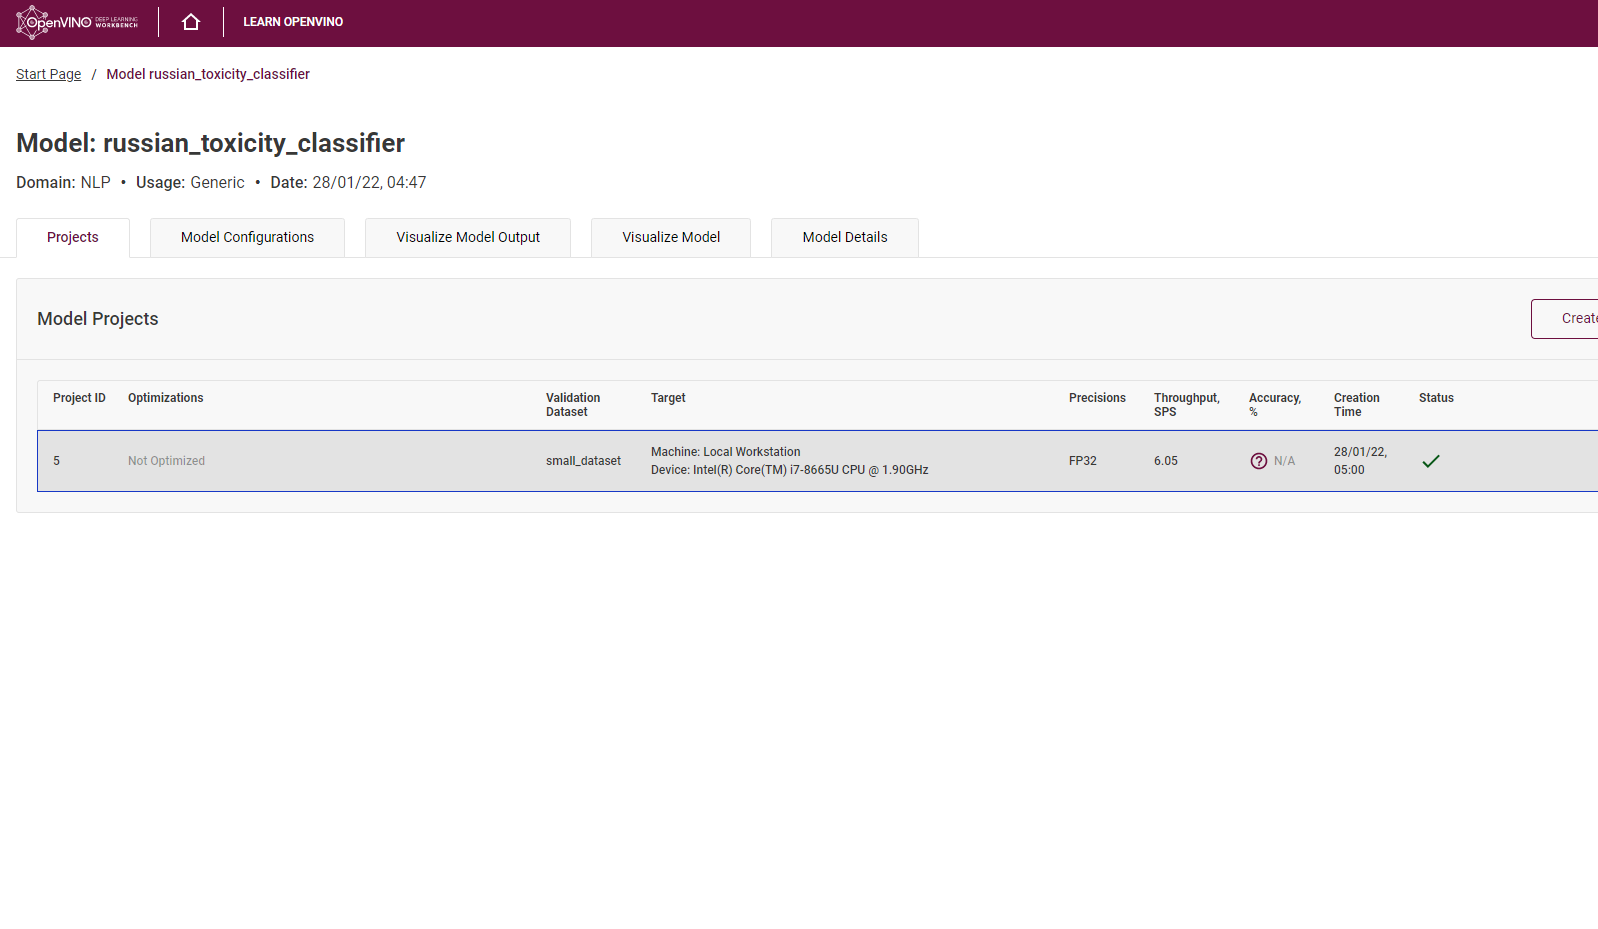 OpenVINO DEEP LEARNING WORKBENCH
LEARN OPENVINO
Start Page / Model russian_toxicity_classifier
Model: russian_toxicity_classifier
Domain: NLP • Usage: Generic • Date: 28/01/22, 04:47
Projects Model Configurations Visualize Model Output Visualize Model Model Details
Model Projects
Project ID Optimizations Validation Dataset Target Precisions Throughput, SPS Accuracy, % Creation Time Status
5 Not Optimized small_dataset Machine: Local Workstation
Device: Intel(R) Core(TM) i7-8665U CPU @ 1.90GHz FP32 6.05 N/A 28/01/22, 05:00